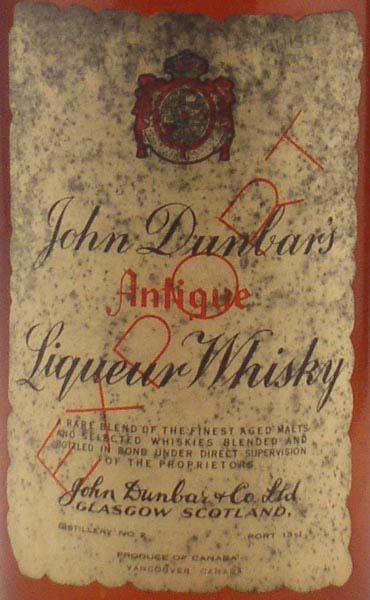 John Dunbar's
Antique
Liqueur Whisky
EXPORT
A RARE BLEND OF THE FINEST AGED MALTS
AND SELECTED WHISKIES BLENDED AND
BOTTLED IN BOND UNDER DIRECT SUPERVISION
OF THE PROPRIETORS
John Dunbar & Co. Ltd.
GLASGOW SCOTLAND.
DISTILLERY NO 2 PORT
PRODUCE OF CANADA
VANCOUVER CANADA